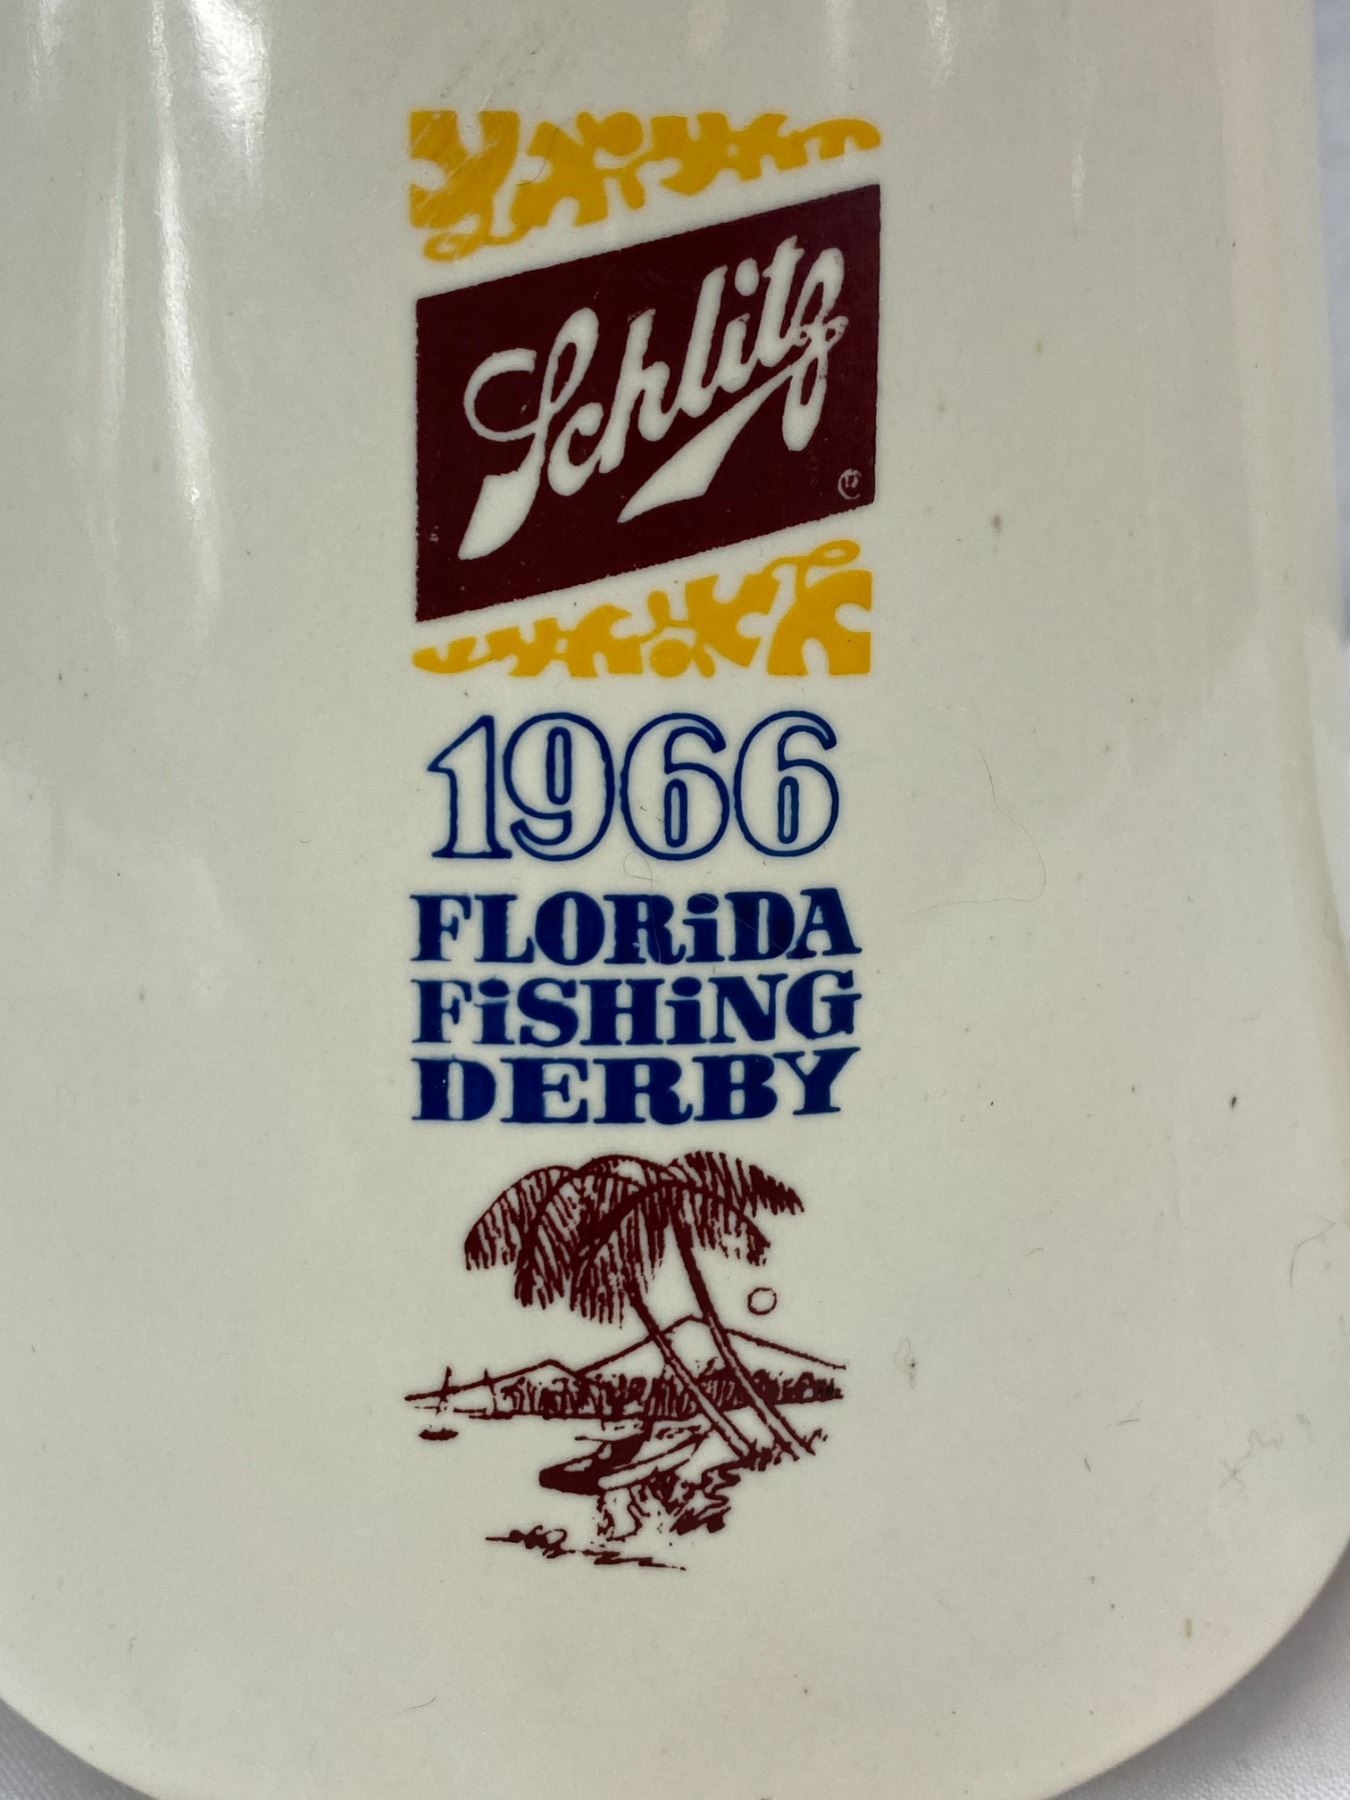 Schlitz
1966
FLORiDA
FiSHiNG
DERBY